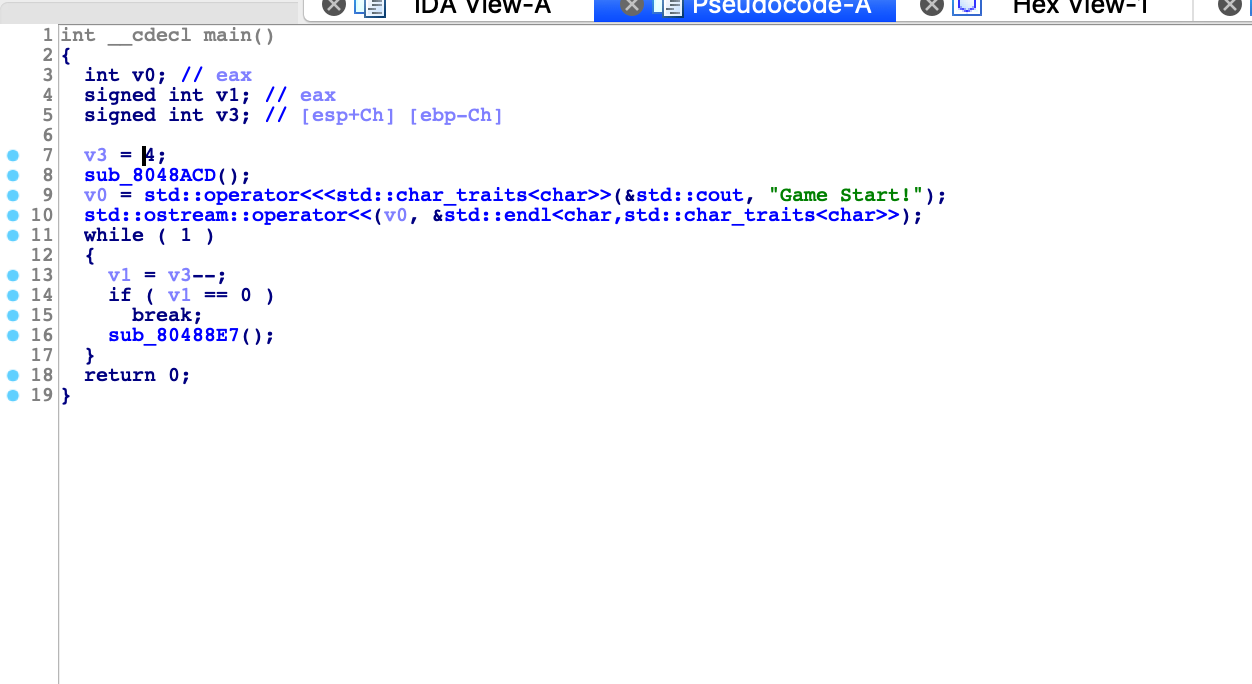 IDA View-A Pseudocode-A Hex View-1
1 int __cdecl main()
2 {
3   int v0; // eax
4   signed int v1; // eax
5   signed int v3; // [esp+Ch] [ebp-Ch]
6
7   v3 = 4;
8   sub_8048ACD();
9   v0 = std::operator<<<std::char_traits<char>>(&std::cout, "Game Start!");
10   std::ostream::operator<<(v0, &std::endl<char,std::char_traits<char>>);
11   while ( 1 )
12   {
13     v1 = v3--;
14     if ( v1 == 0 )
15       break;
16     sub_80488E7();
17   }
18   return 0;
19 }